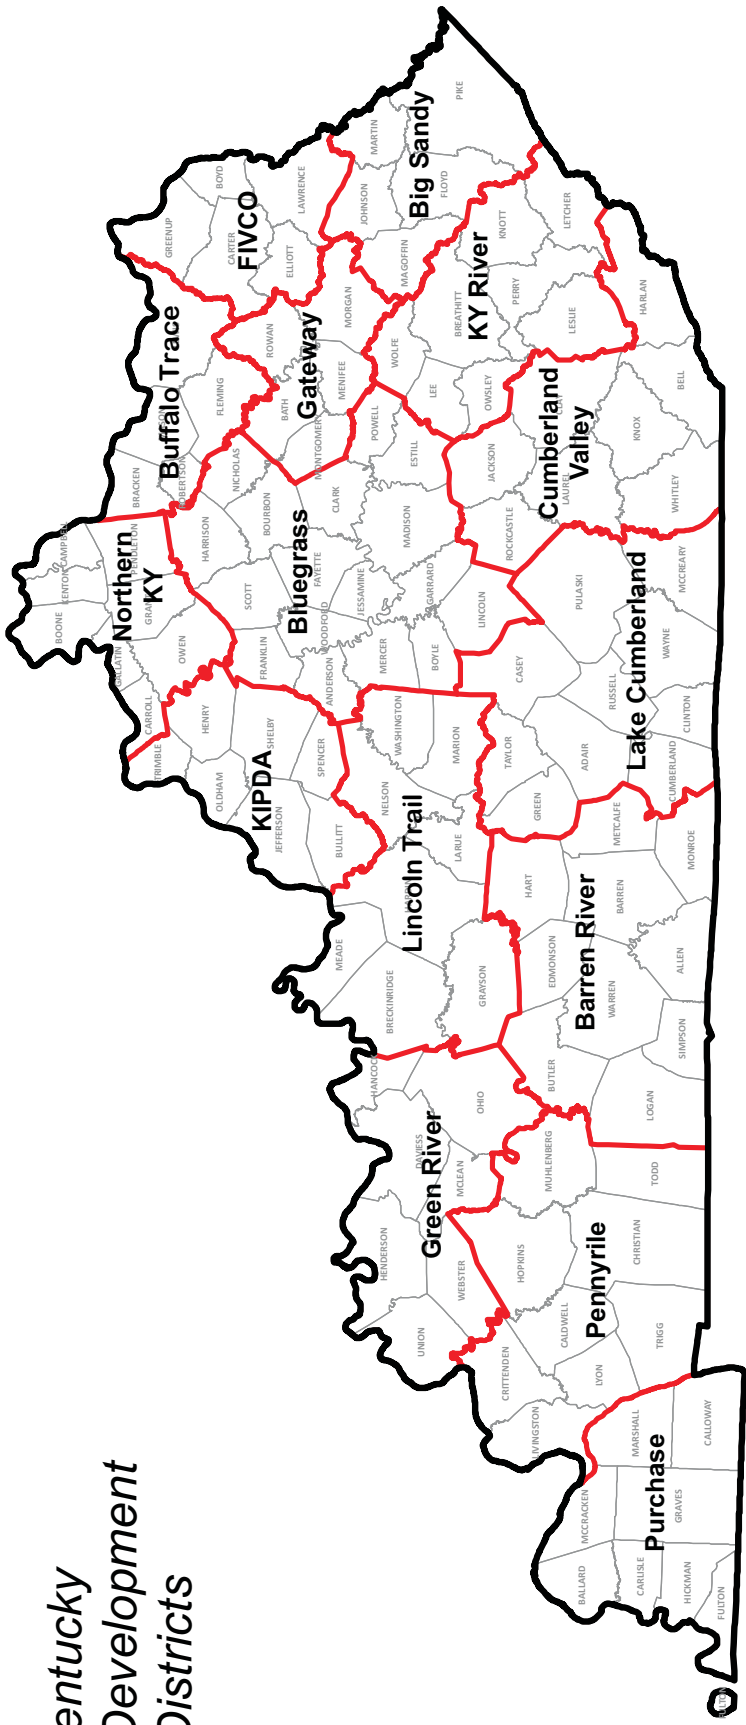 entucky
Development
Districts
BOONE
KENTON
CAMPBELL
GALLATIN
CARROLL
TRIMBLE
OWEN
GRANT
PENDLETON
Northern
KY
BRACKEN
ROBERTSON
FLEMING
Buffalo Trace
GREENUP
BOYD
CARTER
FIVCO
LAWRENCE
ELLIOTT
ROWAN
BATH
MORGAN
MENIFEE
MONTGOMERY
Gateway
JOHNSON
MARTIN
MAGOFFIN
FLOYD
PIKE
Big Sandy
WOLFE
LEE
OWSLEY
BREATHITT
PERRY
KNOTT
LESLIE
LETCHER
KY River
HENRY
OLDHAM
SHELBY
JEFFERSON
SPENCER
BULLITT
KIPDA
HARRISON
NICHOLAS
SCOTT
BOURBON
FRANKLIN
FAYETTE
WOODFORD
CLARK
ANDERSON
JESSAMINE
MERCER
MADISON
BOYLE
GARRARD
LINCOLN
POWELL
ESTILL
Bluegrass
JACKSON
ROCKCASTLE
LAUREL
KNOX
WHITLEY
BELL
HARLAN
Cumberland
Valley
CASEY
PULASKI
TAYLOR
GREEN
ADAIR
RUSSELL
WAYNE
MCCREARY
CLINTON
CUMBERLAND
Lake Cumberland
MEADE
BRECKINRIDGE
GRAYSON
LARUE
NELSON
WASHINGTON
MARION
Lincoln Trail
HART
EDMONSON
BARREN
METCALFE
MONROE
ALLEN
WARREN
SIMPSON
BUTLER
LOGAN
Barren River
HANCOCK
OHIO
DAVIESS
MCLEAN
HENDERSON
WEBSTER
UNION
Green River
MUHLENBERG
TODD
HOPKINS
CHRISTIAN
CALDWELL
TRIGG
LYON
CRITTENDEN
LIVINGSTON
Pennyrile
MARSHALL
CALLOWAY
MCCRACKEN
GRAVES
BALLARD
CARLISLE
HICKMAN
FULTON
FULTON
Purchase